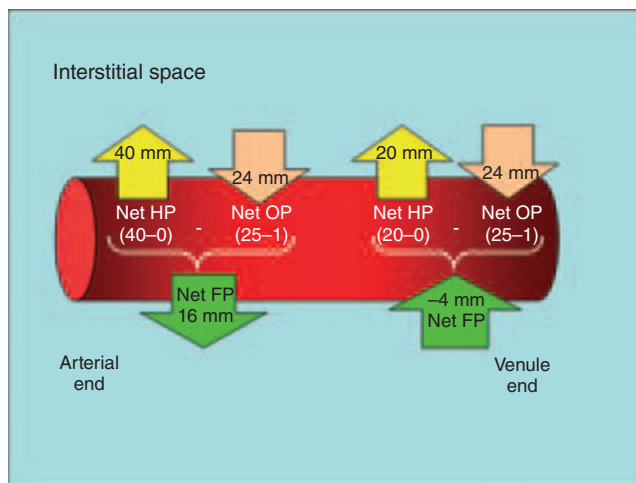 Interstitial space
40 mm
24 mm
20 mm
24 mm
Net HP
(40–0)
-
Net OP
(25–1)
Net HP
(20–0)
-
Net OP
(25–1)
Net FP
16 mm
–4 mm
Net FP
Arterial
end
Venule
end